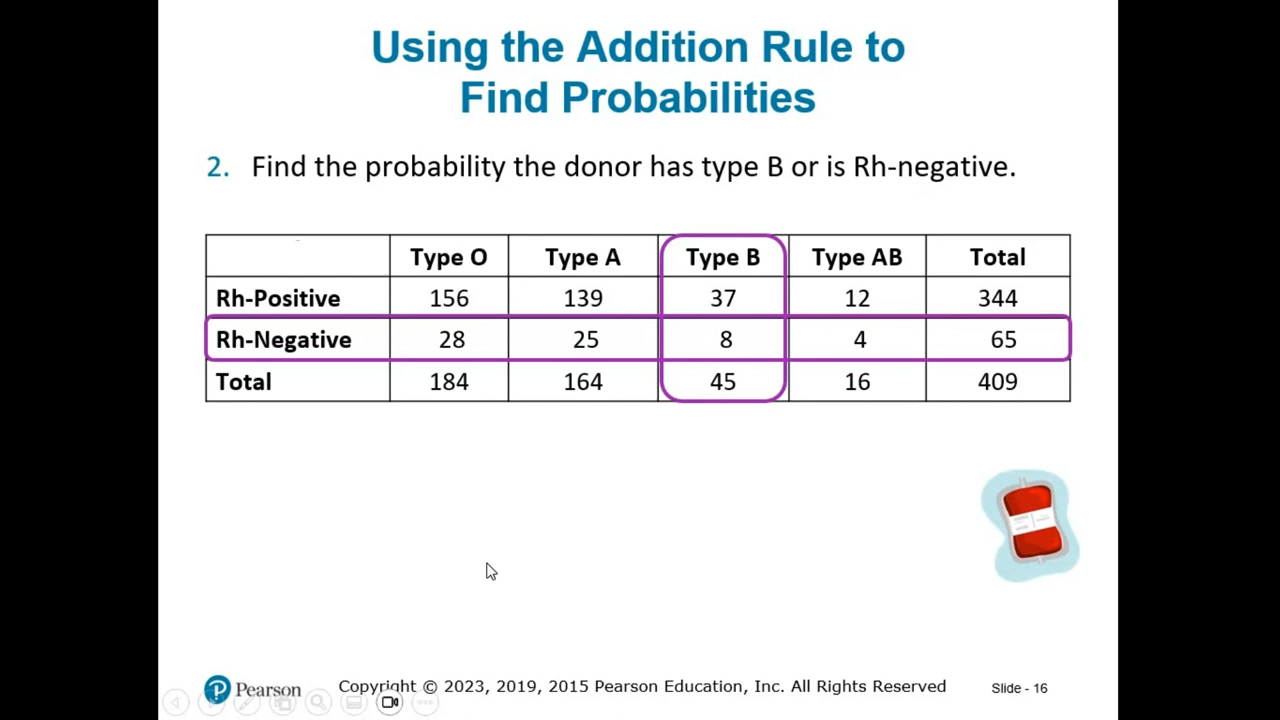 Using the Addition Rule to
Find Probabilities
2. Find the probability the donor has type B or is Rh-negative.
Type O Type A Type B Type AB Total
Rh-Positive 156 139 37 12 344
Rh-Negative 28 25 8 4 65
Total 184 164 45 16 409
P Pearson Copyright © 2023, 2019, 2015 Pearson Education, Inc. All Rights Reserved Slide - 16